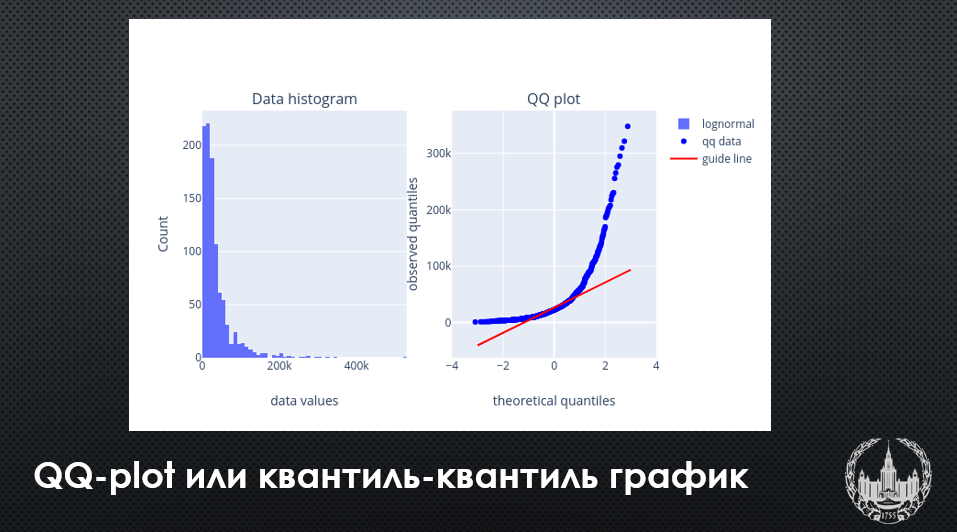 Data histogram
QQ plot
lognormal
qq data
guide line
200
150
100
50
0
Count
0
200k
400k
data values
300k
200k
100k
0
observed quantiles
−4
−2
0
2
4
theoretical quantiles
QQ-plot или квантиль-квантиль график
1755